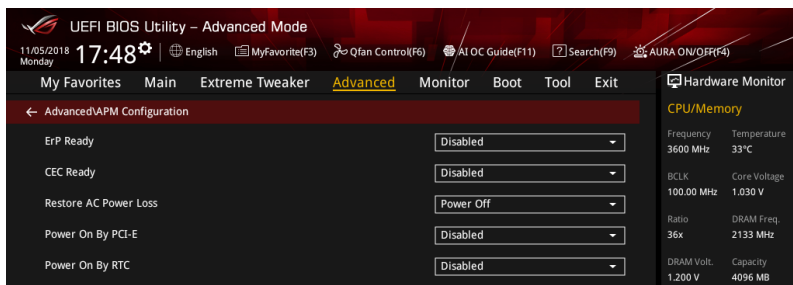 UEFI BIOS Utility – Advanced Mode
11/05/2018 Monday 17:48 English MyFavorite(F3) Qfan Control(F6) AI OC Guide(F11) ? Search(F9) AURA ON/OFF(F4)
My Favorites Main Extreme Tweaker Advanced Monitor Boot Tool Exit Hardware Monitor
← Advanced\APM Configuration
ErP Ready Disabled
CEC Ready Disabled
Restore AC Power Loss Power Off
Power On By PCI-E Disabled
Power On By RTC Disabled
CPU/Memory
Frequency Temperature
3600 MHz 33°C
BCLK Core Voltage
100.00 MHz 1.030 V
Ratio DRAM Freq.
36x 2133 MHz
DRAM Volt. Capacity
1.200 V 4096 MB